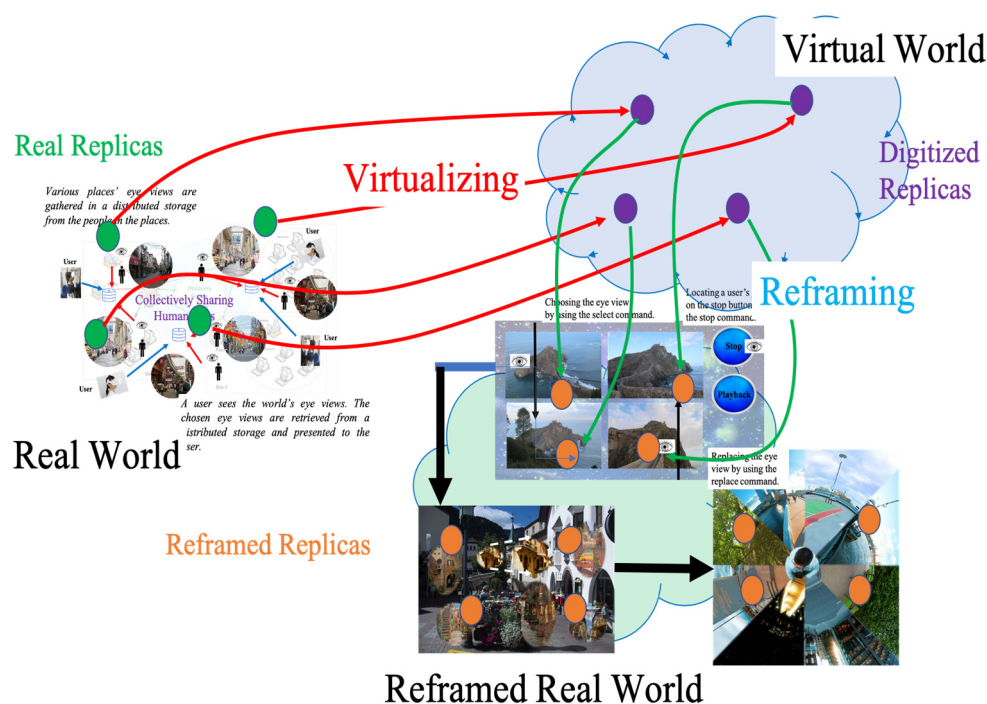 Virtual World
Real Replicas
Digitized
Replicas
Virtualizing
Various places' eye views are
gathered in a distributed storage
from the people in the places.
User
User
Collectively Sharing
User
User
Reframing
Locating a user's
on the stop button
the stop command.
Choosing the eye view
by using the select command.
Stop
Playback
A user sees the world's eye views. The
chosen eye views are retrieved from a
istributed storage and presented to the
ser.
Real World
Replacing the eye
view by using the
replace command.
Reframed Replicas
Reframed Real World